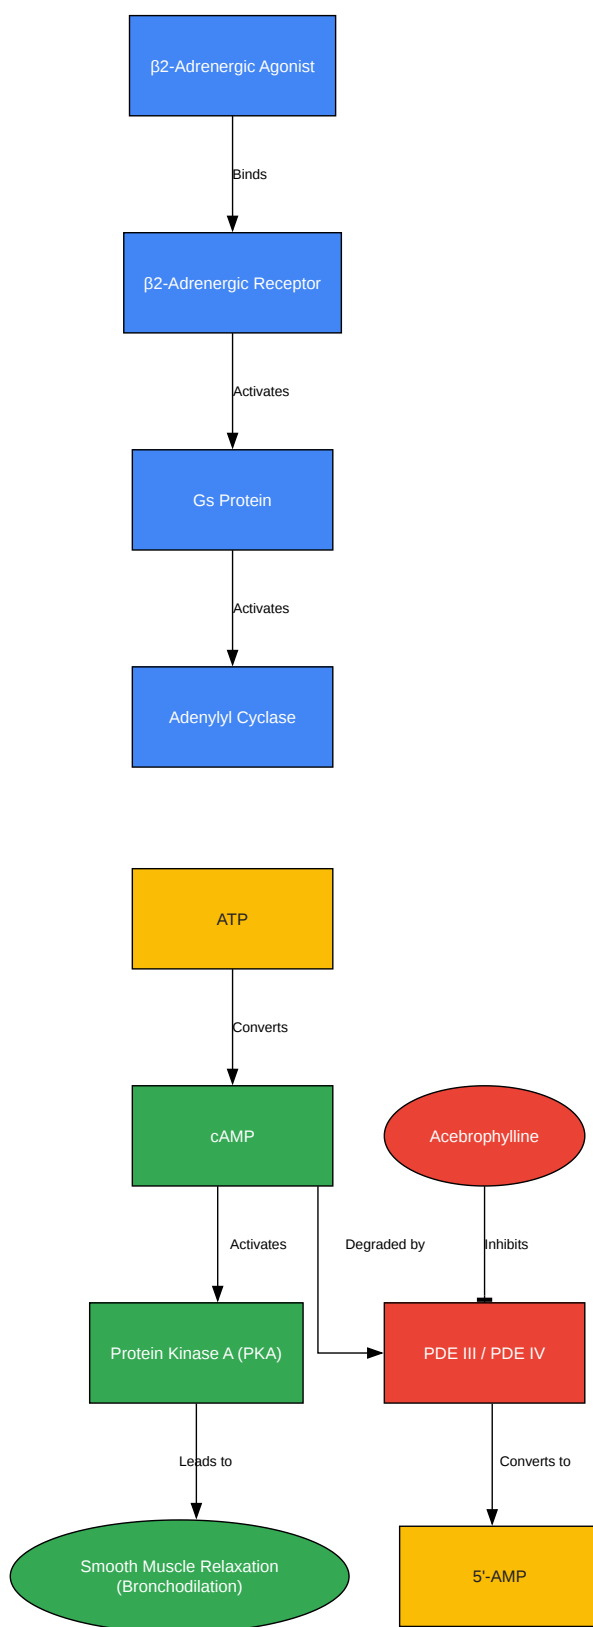 β2-Adrenergic Agonist
Binds
β2-Adrenergic Receptor
Activates
Gs Protein
Activates
Adenylyl Cyclase
ATP
Converts
cAMP
Acebrophylline
Activates
Degraded by
Inhibits
Protein Kinase A (PKA)
PDE III / PDE IV
Leads to
Converts to
Smooth Muscle Relaxation
(Bronchodilation)
5'-AMP